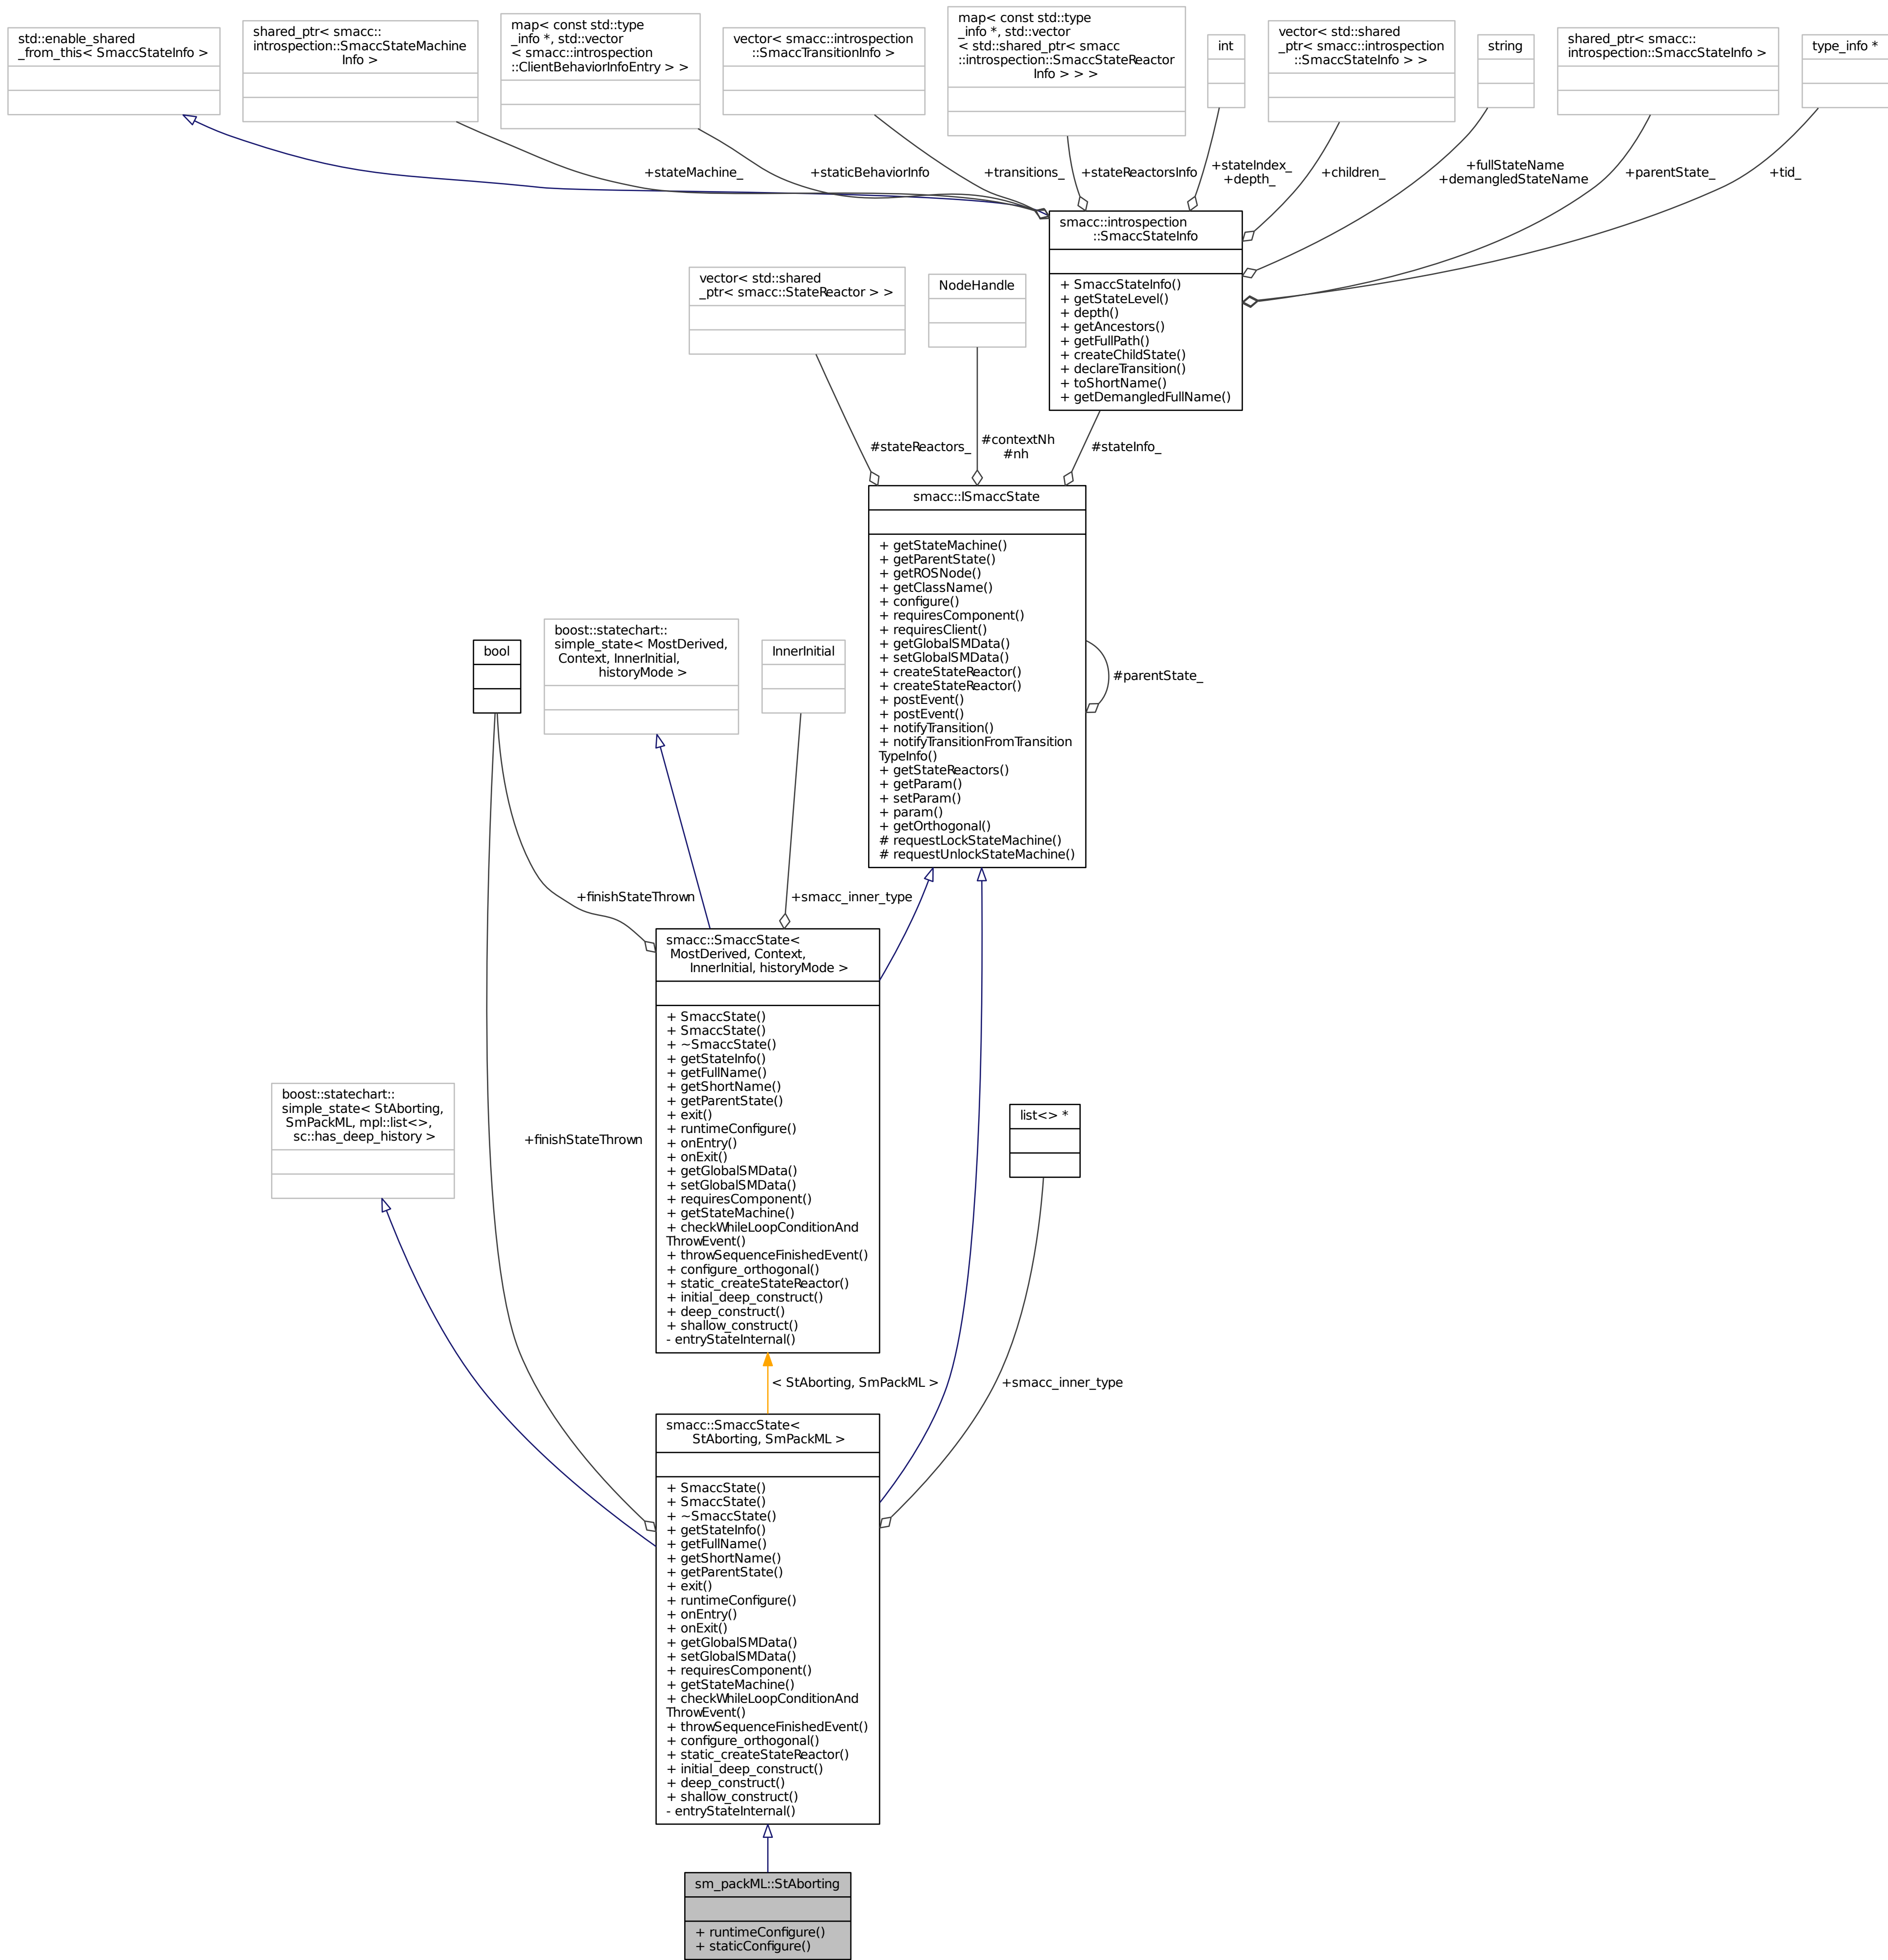 std::enable_shared
_from_this< SmaccStateInfo >
shared_ptr< smacc::
introspection::SmaccStateMachine
Info >
map< const std::type
_info *, std::vector
< smacc::introspection
::ClientBehaviorInfoEntry > >
vector< smacc::introspection
::SmaccTransitionInfo >
map< const std::type
_info *, std::vector
< std::shared_ptr< smacc
::introspection::SmaccStateReactor
Info > > >
int
vector< std::shared
_ptr< smacc::introspection
::SmaccStateInfo > >
string
shared_ptr< smacc::
introspection::SmaccStateInfo >
type_info *
+stateMachine_
+staticBehaviorInfo
+transitions_
+stateReactorsInfo
+stateIndex_
+depth_
+children_
+fullStateName
+demangledStateName
+parentState_
+tid_
smacc::introspection
::SmaccStateInfo
+ SmaccStateInfo()
+ getStateLevel()
+ depth()
+ getAncestors()
+ getFullPath()
+ createChildState()
+ declareTransition()
+ toShortName()
+ getDemangledFullName()
vector< std::shared
_ptr< smacc::StateReactor > >
NodeHandle
#stateReactors_
#contextNh
#nh
#stateInfo_
smacc::ISmaccState
+ getStateMachine()
+ getParentState()
+ getROSNode()
+ getClassName()
+ configure()
+ requiresComponent()
+ requiresClient()
+ getGlobalSMData()
+ setGlobalSMData()
+ createStateReactor()
+ createStateReactor()
+ postEvent()
+ postEvent()
+ notifyTransition()
+ notifyTransitionFromTransition
TypeInfo()
+ getStateReactors()
+ getParam()
+ setParam()
+ param()
+ getOrthogonal()
# requestLockStateMachine()
# requestUnlockStateMachine()
#parentState_
bool
boost::statechart::
simple_state< MostDerived,
Context, InnerInitial,
historyMode >
InnerInitial
+finishStateThrown
+smacc_inner_type
smacc::SmaccState<
MostDerived, Context,
InnerInitial, historyMode >
+ SmaccState()
+ SmaccState()
+ ~SmaccState()
+ getStateInfo()
+ getFullName()
+ getShortName()
+ getParentState()
+ exit()
+ runtimeConfigure()
+ onEntry()
+ onExit()
+ getGlobalSMData()
+ setGlobalSMData()
+ requiresComponent()
+ getStateMachine()
+ checkWhileLoopConditionAnd
ThrowEvent()
+ throwSequenceFinishedEvent()
+ configure_orthogonal()
+ static_createStateReactor()
+ initial_deep_construct()
+ deep_construct()
+ shallow_construct()
- entryStateInternal()
boost::statechart::
simple_state< StAborting,
SmPackML, mpl::list<>,
sc::has_deep_history >
+finishStateThrown
list<> *
< StAborting, SmPackML >
+smacc_inner_type
smacc::SmaccState<
StAborting, SmPackML >
+ SmaccState()
+ SmaccState()
+ ~SmaccState()
+ getStateInfo()
+ getFullName()
+ getShortName()
+ getParentState()
+ exit()
+ runtimeConfigure()
+ onEntry()
+ onExit()
+ getGlobalSMData()
+ setGlobalSMData()
+ requiresComponent()
+ getStateMachine()
+ checkWhileLoopConditionAnd
ThrowEvent()
+ throwSequenceFinishedEvent()
+ configure_orthogonal()
+ static_createStateReactor()
+ initial_deep_construct()
+ deep_construct()
+ shallow_construct()
- entryStateInternal()
sm_packML::StAborting
+ runtimeConfigure()
+ staticConfigure()